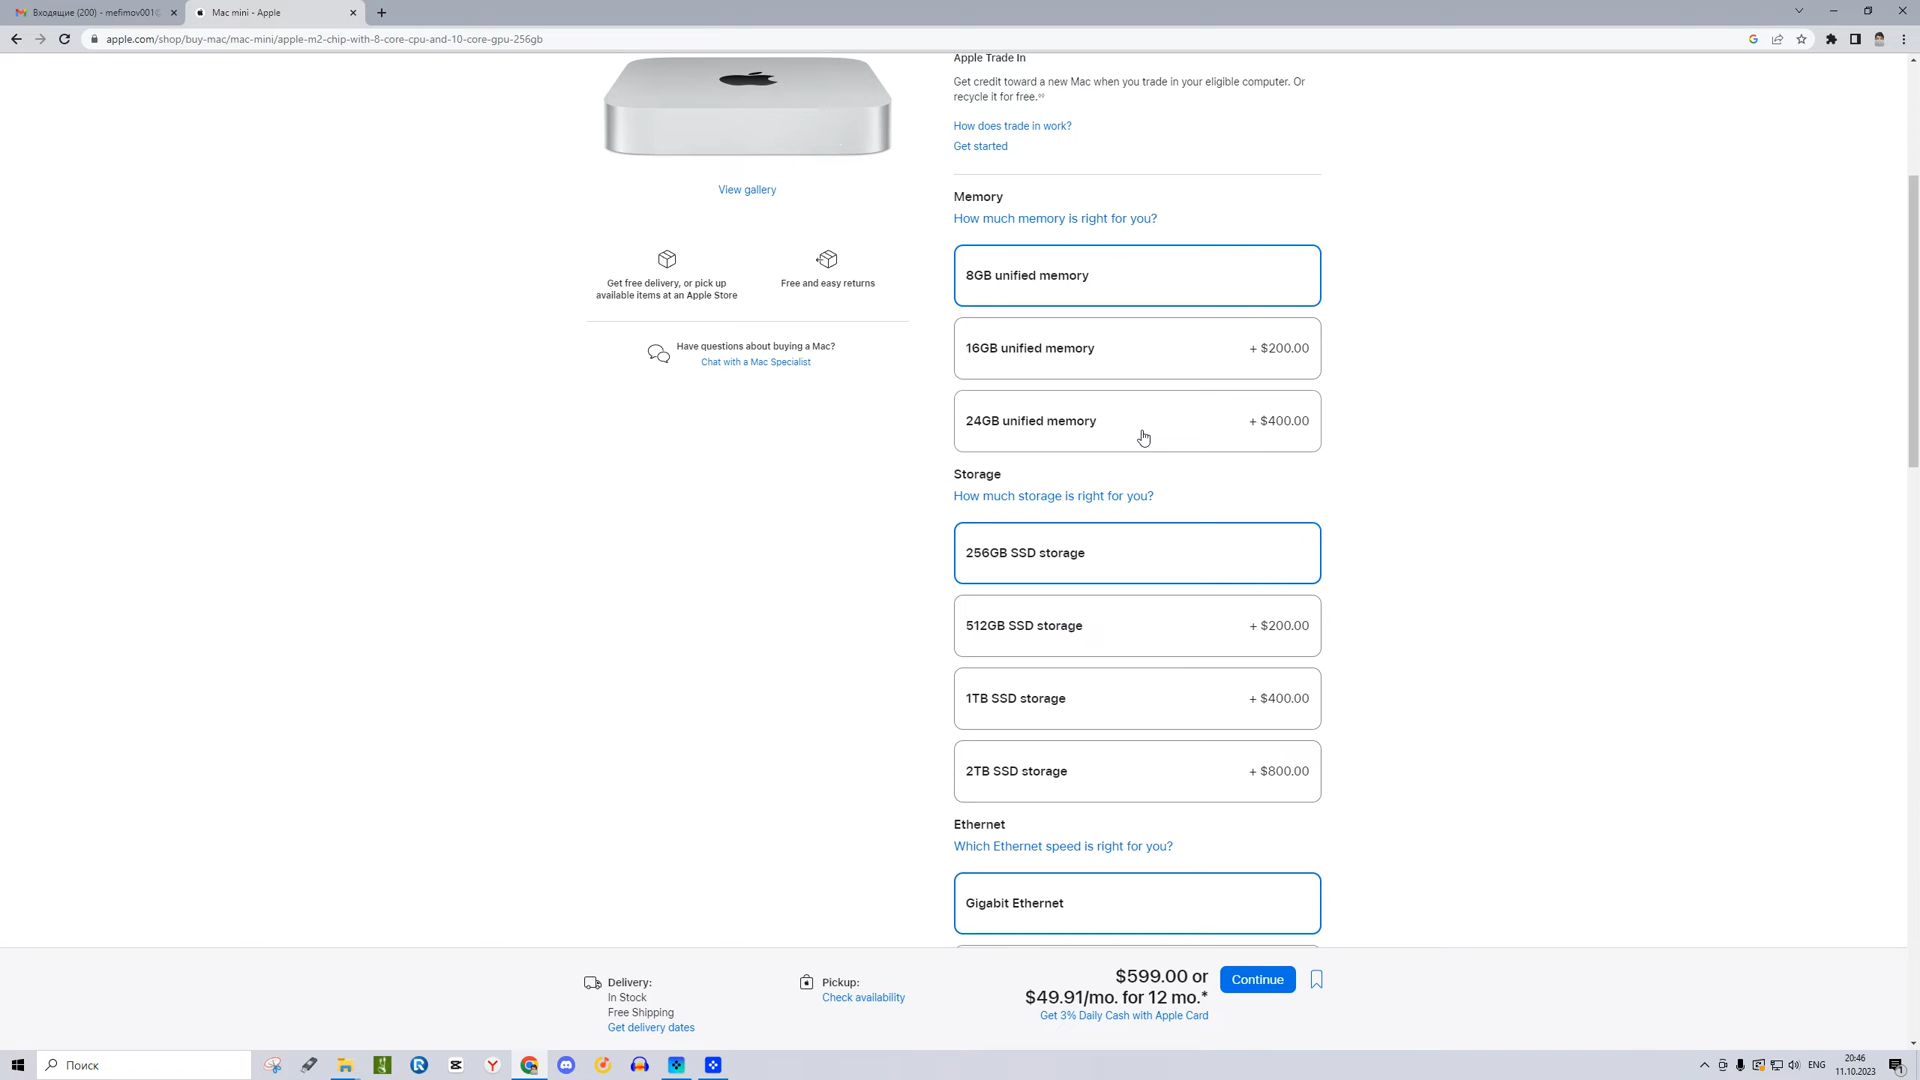 Входящие (200) - mefimov001@
Mac mini - Apple
apple.com/shop/buy-mac/mac-mini/apple-m2-chip-with-8-core-cpu-and-10-core-gpu-256gb
View gallery
Get free delivery, or pick up
available items at an Apple Store
Free and easy returns
Have questions about buying a Mac?
Chat with a Mac Specialist
Apple Trade In
Get credit toward a new Mac when you trade in your eligible computer. Or
recycle it for free.
How does trade in work?
Get started
Memory
How much memory is right for you?
8GB unified memory
16GB unified memory + $200.00
24GB unified memory + $400.00
Storage
How much storage is right for you?
256GB SSD storage
512GB SSD storage + $200.00
1TB SSD storage + $400.00
2TB SSD storage + $800.00
Ethernet
Which Ethernet speed is right for you?
Gigabit Ethernet
Delivery:
In Stock
Free Shipping
Get delivery dates
Pickup:
Check availability
$599.00 or
$49.91/mo. for 12 mo.*
Get 3% Daily Cash with Apple Card
Continue
Поиск
ENG
20:46
11.10.2023